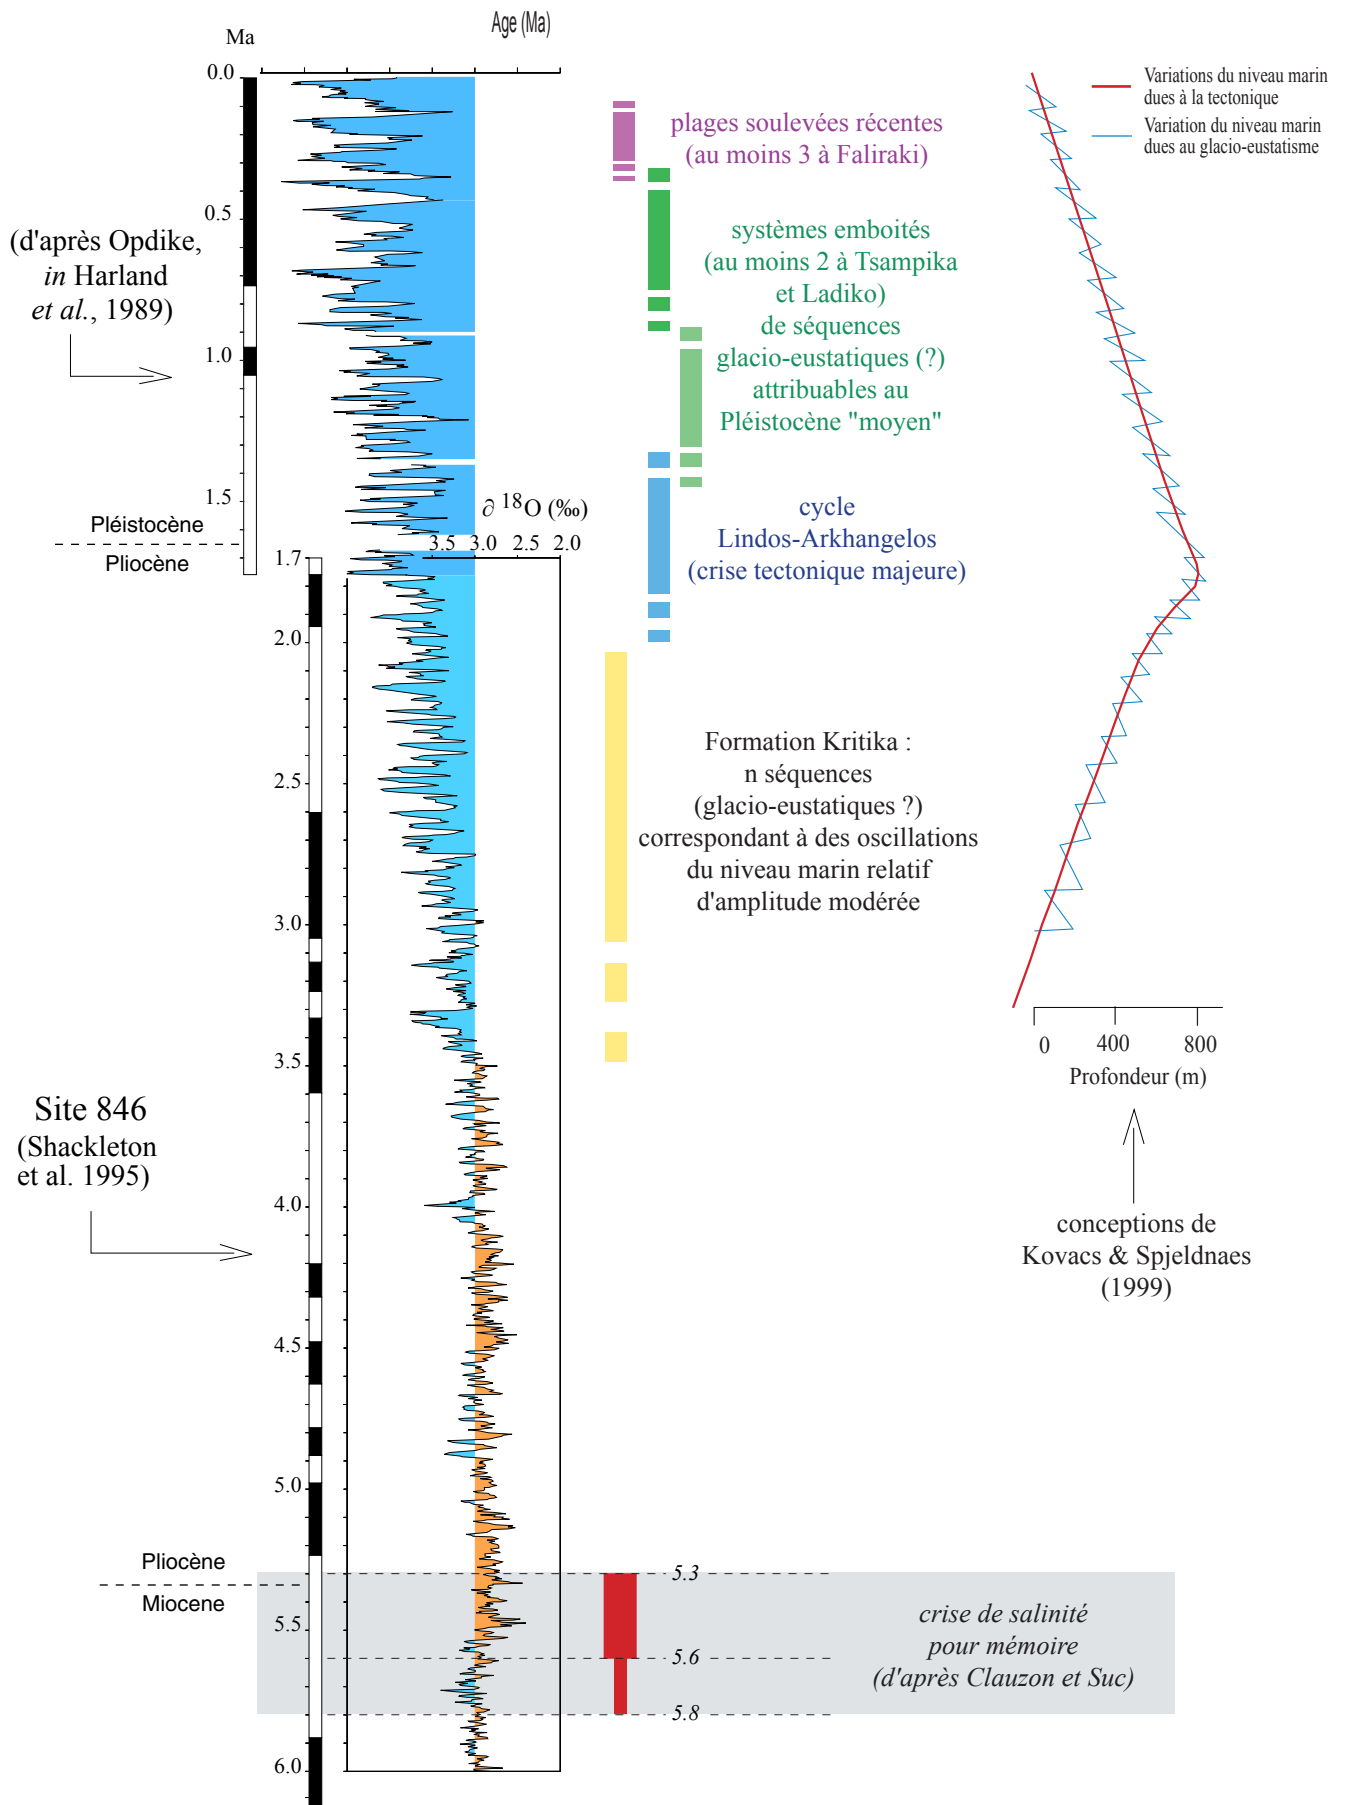 Age (Ma)
Ma
0.0
0.5
1.0
1.5
1.7
2.0
2.5
3.0
3.5
4.0
4.5
5.0
5.5
6.0
(d'après Opdike,
in Harland
et al., 1989)
Pléistocène
Pliocène
∂ 18O (‰)
3.5 3.0 2.5 2.0
Site 846
(Shackleton
et al. 1995)
Pliocène
Miocene
plages soulevées récentes
(au moins 3 à Faliraki)
systèmes emboités
(au moins 2 à Tsampika
et Ladiko)
de séquences
glacio-eustatiques (?)
attribuables au
Pléistocène "moyen"
cycle
Lindos-Arkhangelos
(crise tectonique majeure)
Formation Kritika :
n séquences
(glacio-eustatiques ?)
correspondant à des oscillations
du niveau marin relatif
d'amplitude modérée
5.3
5.6
5.8
crise de salinité
pour mémoire
(d'après Clauzon et Suc)
Variations du niveau marin
dues à la tectonique
Variation du niveau marin
dues au glacio-eustatisme
0 400 800
Profondeur (m)
conceptions de
Kovacs & Spjeldnaes
(1999)